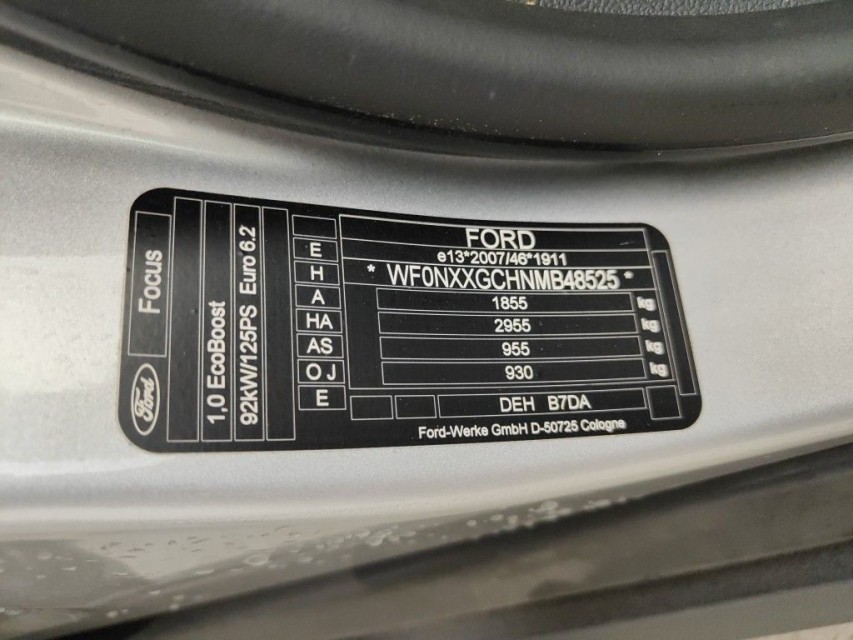 Ford
Focus
1,0 EcoBoost
92kW/125PS Euro 6.2
E
H
A
HA
AS
OJ
E
FORD
e13*2007/46*1911
* WF0NXXGCHNMB48525 *
1855 kg
2955 kg
955 kg
930 kg
DEH B7DA
Ford-Werke GmbH D-50725 Cologne